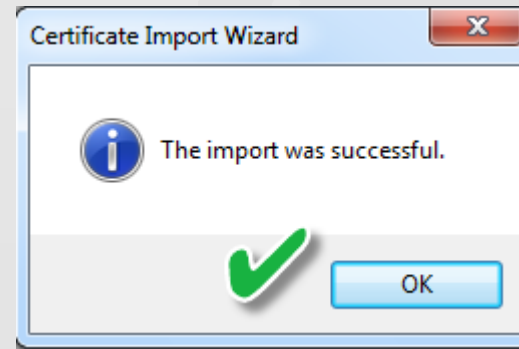 Certificate Import Wizard
The import was successful.
OK